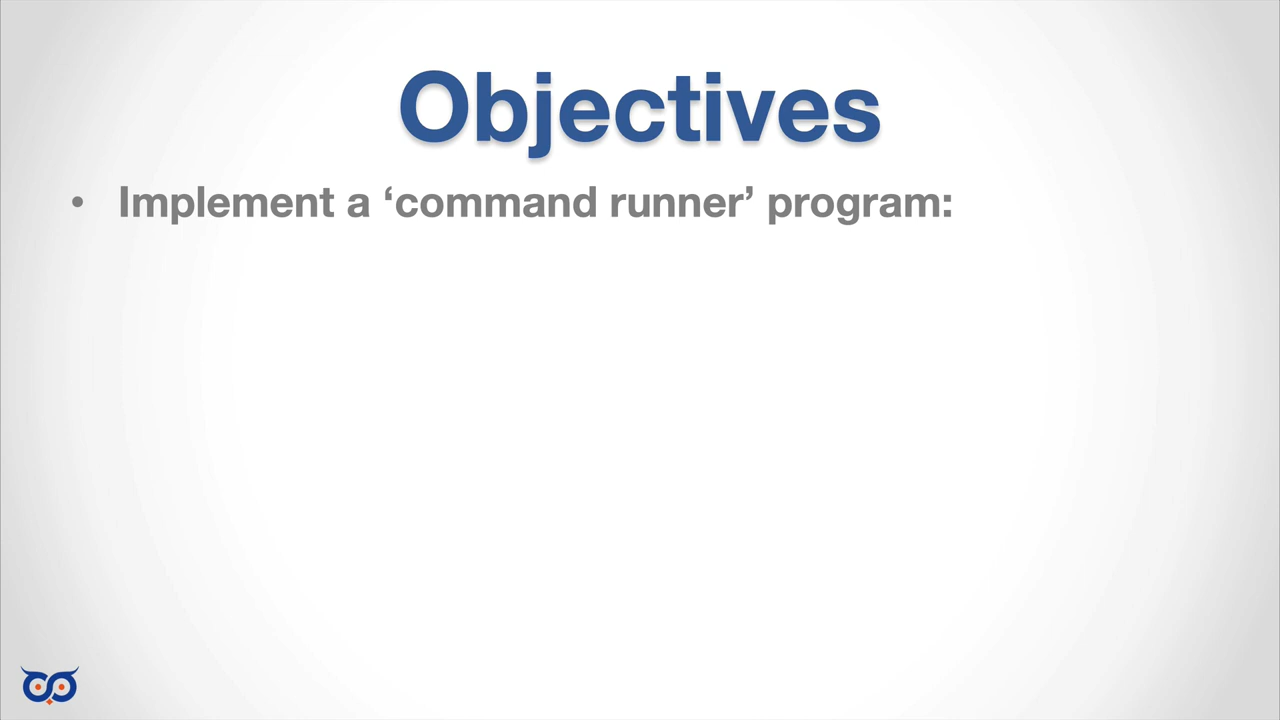 Objectives
• Implement a ‘command runner’ program: